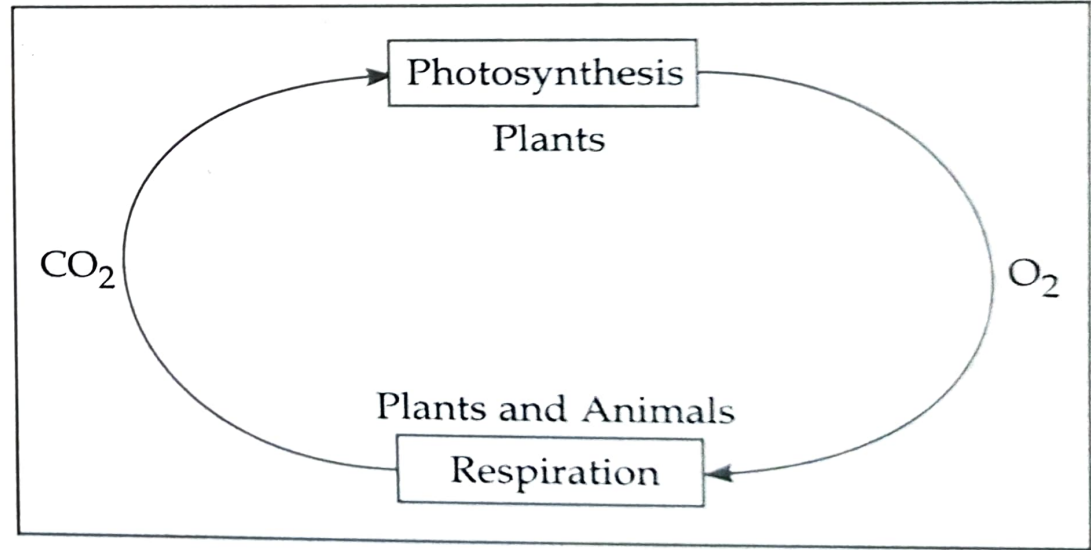 Photosynthesis
Plants
CO₂
O₂
Plants and Animals
Respiration